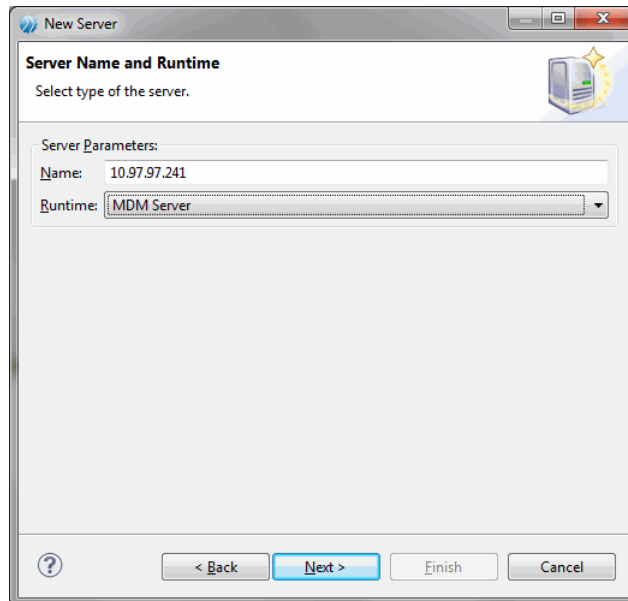 New Server
Server Name and Runtime
Select type of the server.
Server Parameters:
Name: 10.97.97.241
Runtime: MDM Server
< Back Next > Finish Cancel